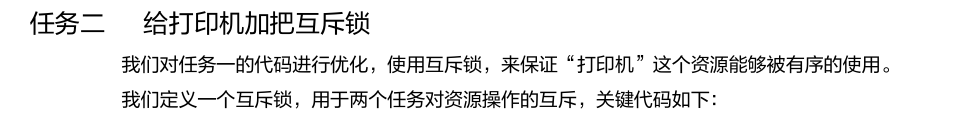 任务二 给打印机加把互斥锁
我们对任务一的代码进行优化，使用互斥锁，来保证“打印机”这个资源能够被有序的使用。
我们定义一个互斥锁，用于两个任务对资源操作的互斥，关键代码如下：